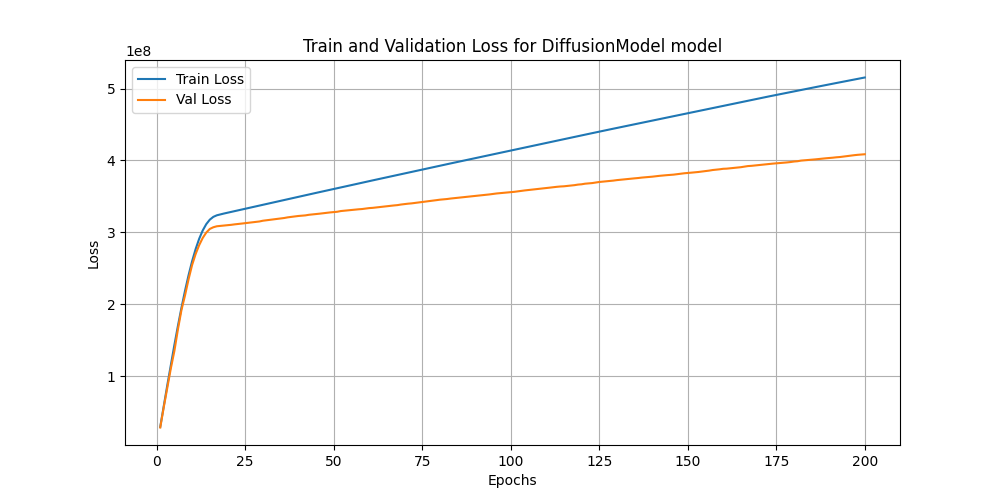 Train and Validation Loss for DiffusionModel model
1e8
Train Loss
Val Loss
5
4
3
2
1
Loss
0 25 50 75 100 125 150 175 200
Epochs